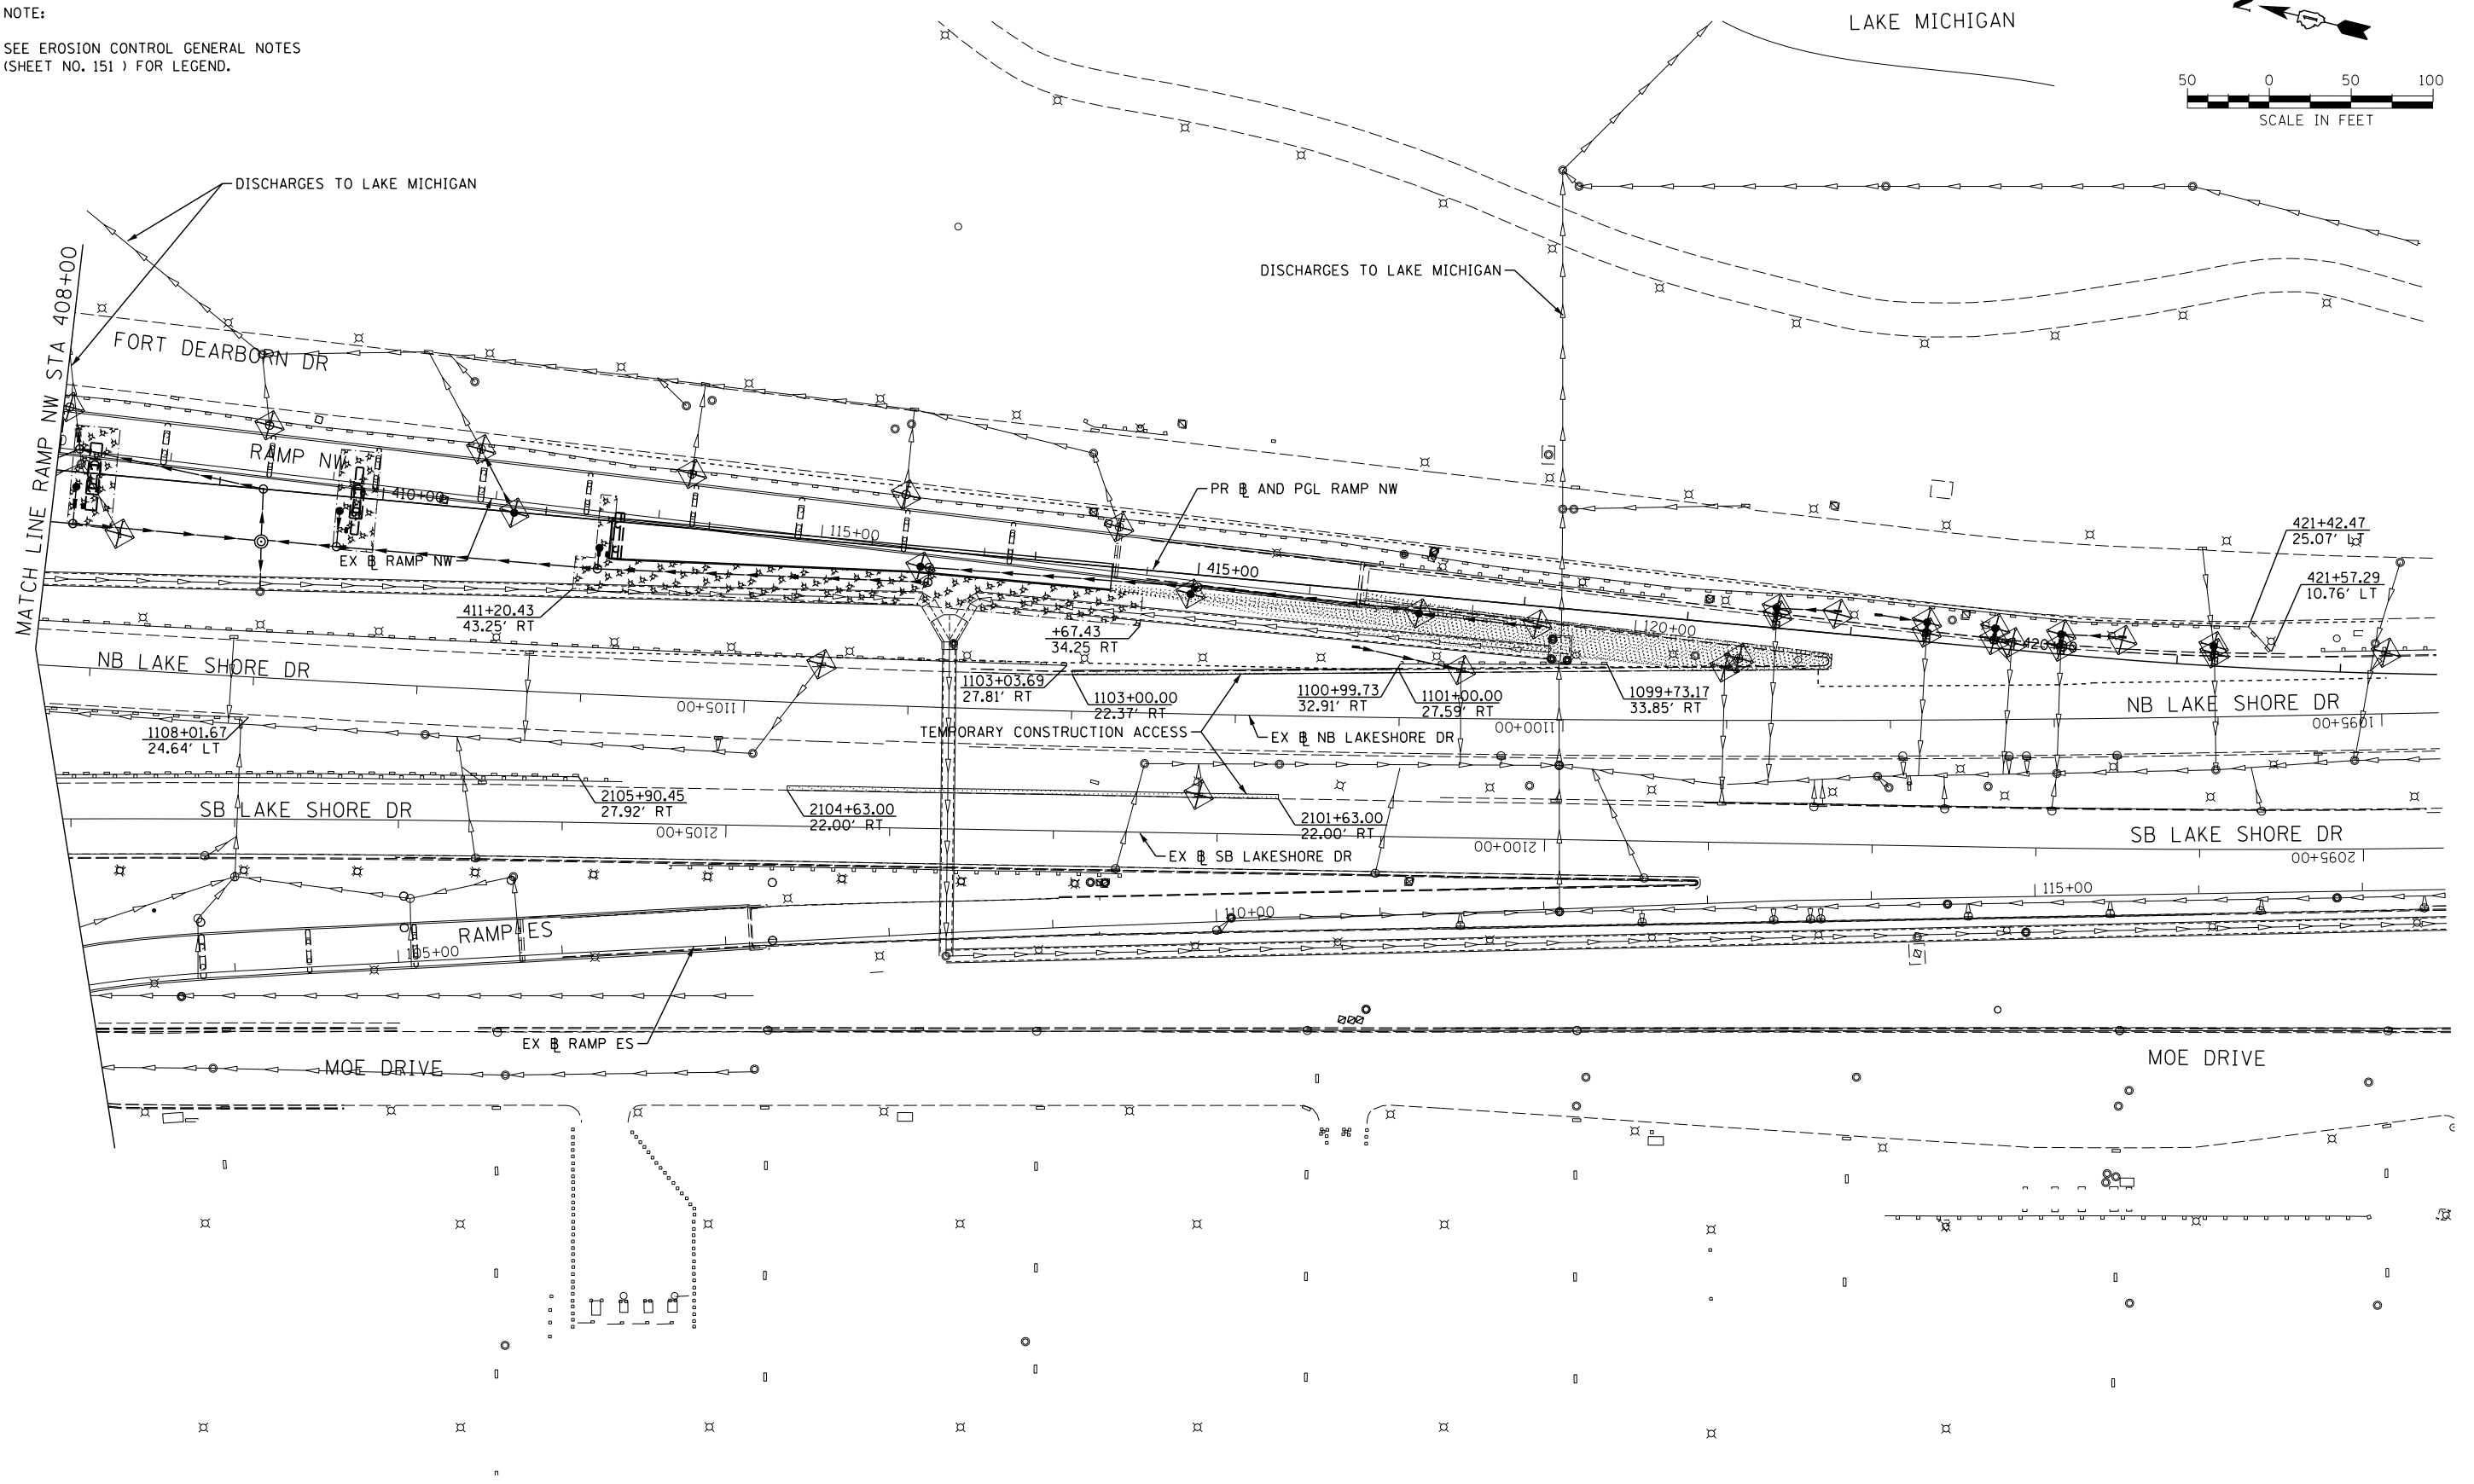 NOTE:
SEE EROSION CONTROL GENERAL NOTES
(SHEET NO. 151 ) FOR LEGEND.
LAKE MICHIGAN
50 0 50 100
SCALE IN FEET
DISCHARGES TO LAKE MICHIGAN
DISCHARGES TO LAKE MICHIGAN
MATCH LINE RAMP NW STA 408+00
FORT DEARBORN DR
RAMP NW
410+00
EX BL RAMP NW
115+00
PR BL AND PGL RAMP NW
415+00
120+00
421+42.47
25.07' LT
421+57.29
10.76' LT
411+20.43
43.25' RT
+67.43
34.25 RT
NB LAKE SHORE DR
1103+03.69
27.81' RT
1103+00.00
22.37' RT
1100+99.73
32.91' RT
1101+00.00
27.59' RT
1099+73.17
33.85' RT
NB LAKE SHORE DR
1105+00
1100+00
1095+00
1108+01.67
24.64' LT
TEMPORARY CONSTRUCTION ACCESS
EX BL NB LAKESHORE DR
2105+90.45
27.92' RT
SB LAKE SHORE DR
2104+63.00
22.00' RT
2101+63.00
22.00' RT
SB LAKE SHORE DR
2105+00
2100+00
2095+00
EX BL SB LAKESHORE DR
115+00
110+00
RAMP ES
105+00
EX BL RAMP ES
MOE DRIVE
MOE DRIVE